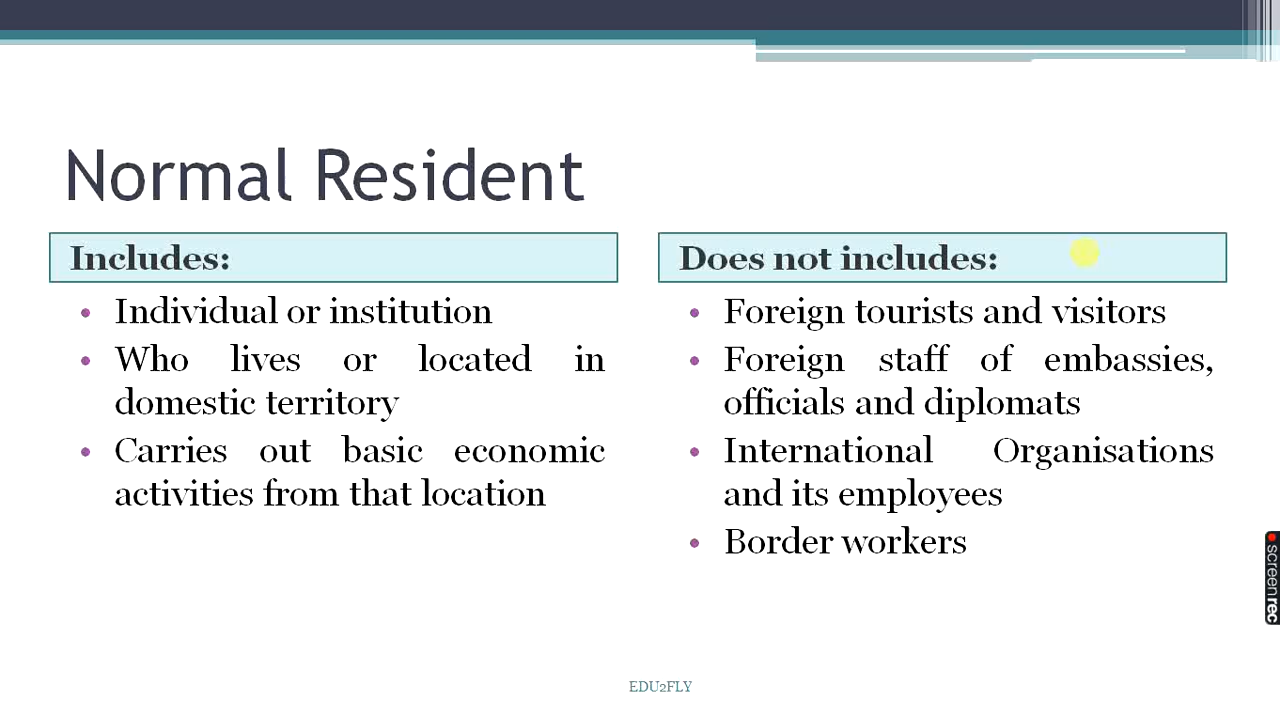 Normal Resident
Includes:
• Individual or institution
• Who lives or located in
domestic territory
• Carries out basic economic
activities from that location
Does not includes:
• Foreign tourists and visitors
• Foreign staff of embassies,
officials and diplomats
• International Organisations
and its employees
• Border workers
EDU2FLY
screenrec